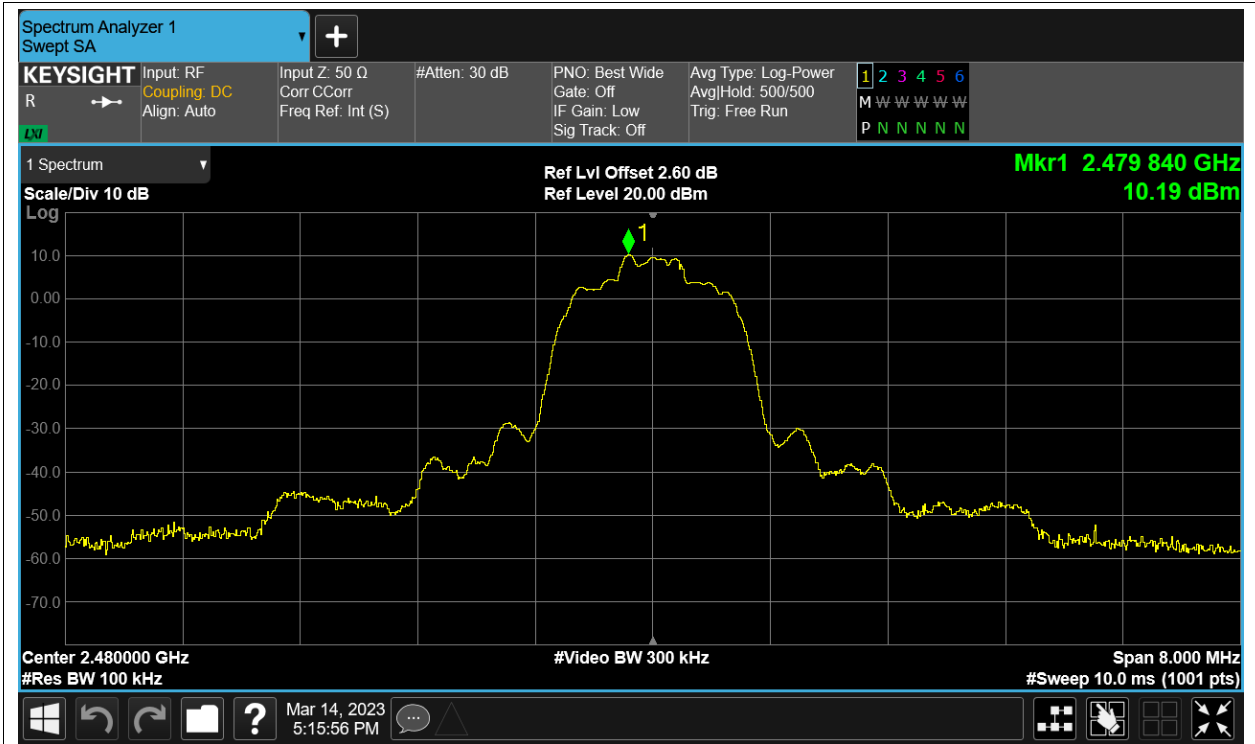 Spectrum Analyzer 1
Swept SA
KEYSIGHT
R
LXI
Input: RF
Coupling: DC
Align: Auto
Input Z: 50 Ω
Corr CCorr
Freq Ref: Int (S)
#Atten: 30 dB
PNO: Best Wide
Gate: Off
IF Gain: Low
Sig Track: Off
Avg Type: Log-Power
Avg|Hold: 500/500
Trig: Free Run
1 2 3 4 5 6
M W W W W W
P N N N N N
1 Spectrum
Scale/Div 10 dB
Log
Ref Lvl Offset 2.60 dB
Ref Level 20.00 dBm
Mkr1 2.479 840 GHz
10.19 dBm
1
10.0
0.00
-10.0
-20.0
-30.0
-40.0
-50.0
-60.0
-70.0
Center 2.480000 GHz
#Res BW 100 kHz
#Video BW 300 kHz
Span 8.000 MHz
#Sweep 10.0 ms (1001 pts)
?
Mar 14, 2023
5:15:56 PM